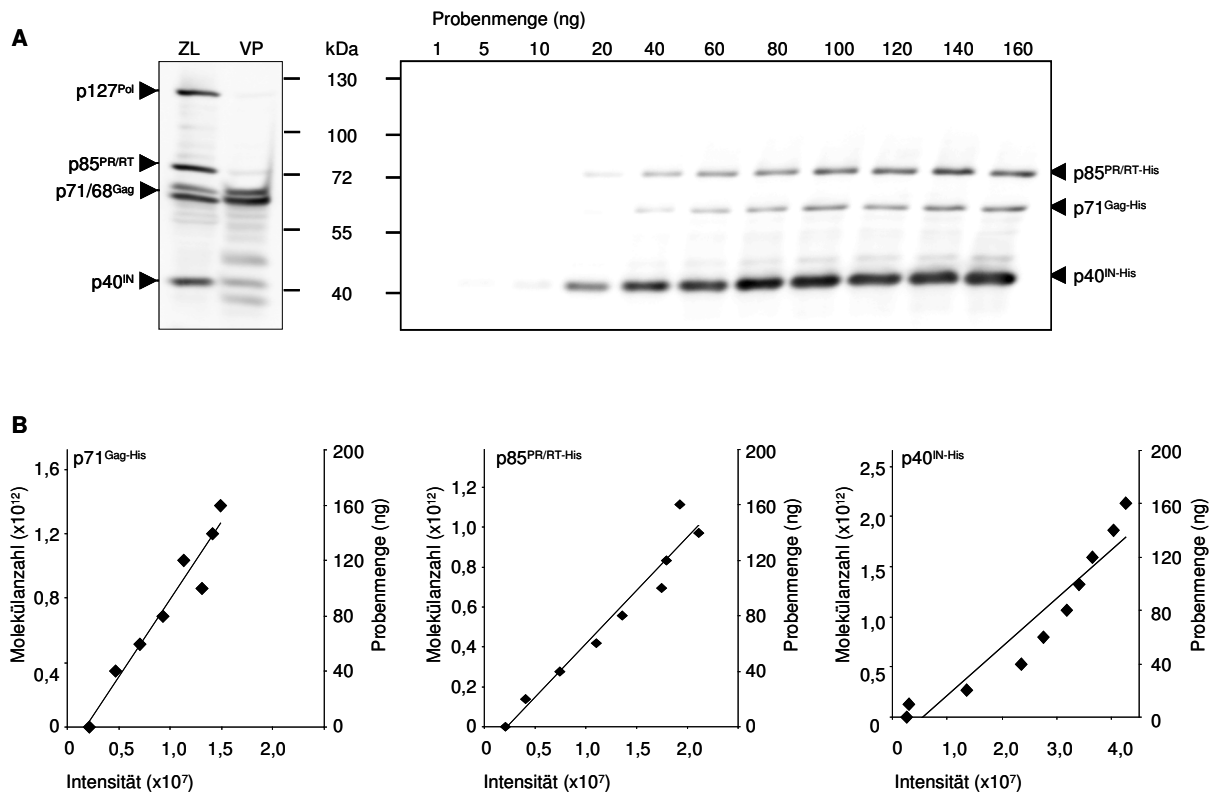 A
Probenmenge (ng)
ZL VP kDa 1 5 10 20 40 60 80 100 120 140 160
130
p127Pol
100
p85PR/RT
72
p85PR/RT-His
p71/68Gag
p71Gag-His
55
p40IN
p40IN-His
40
B
p71Gag-His
Molekülanzahl (x10¹²)
1,6
1,2
0,8
0,4
0
200
160
120
80
40
0
Probenmenge (ng)
0 0,5 1,0 1,5 2,0
Intensität (x10⁷)
p85PR/RT-His
Molekülanzahl (x10¹²)
1,2
1,0
0,8
0,6
0,4
0,2
0
200
160
120
80
40
0
Probenmenge (ng)
0 0,5 1,0 1,5 2,0
Intensität (x10⁷)
p40IN-His
Molekülanzahl (x10¹²)
2,5
2,0
1,5
1,0
0,5
0
200
160
120
80
40
0
Probenmenge (ng)
0 1,0 2,0 3,0 4,0
Intensität (x10⁷)